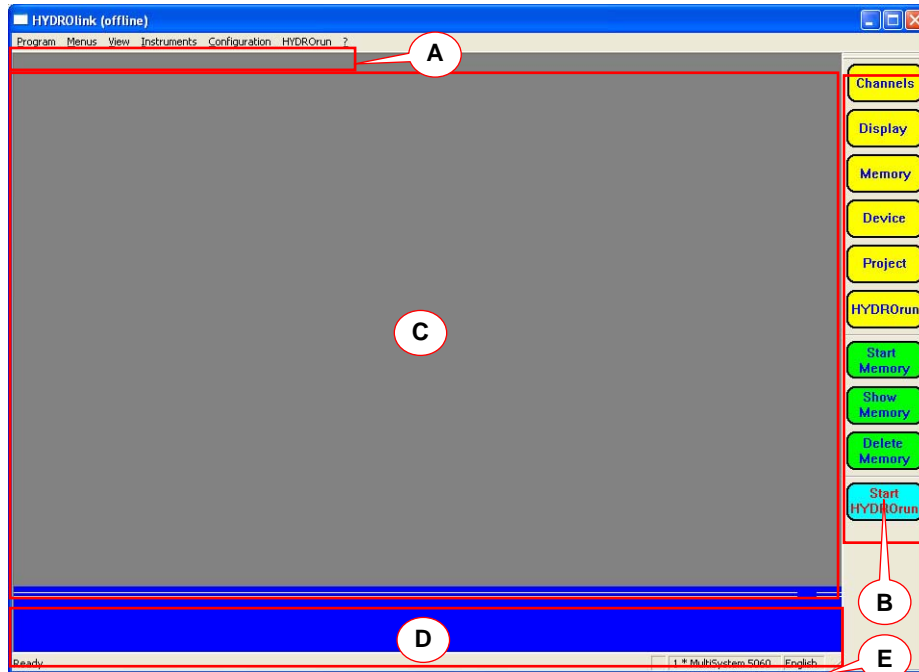 HYDROlink (offline)
Program Menus View Instruments Configuration HYDROrun ?
A
Channels
Display
Memory
Device
Project
HYDROrun
C
Start
Memory
Show
Memory
Delete
Memory
Start
HYDROrun
B
D
E
Ready 1 * MultiSystem 5060 English